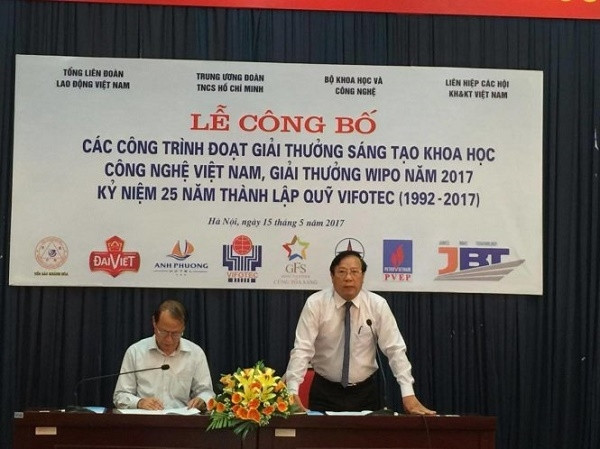 TỔNG LIÊN ĐOÀN
LAO ĐỘNG VIỆT NAM
TRUNG ƯƠNG ĐOÀN
TNCS HỒ CHÍ MINH
BỘ KHOA HỌC VÀ
CÔNG NGHỆ
LIÊN HIỆP CÁC HỘI
KH&KT VIỆT NAM
LỄ CÔNG BỐ
CÁC CÔNG TRÌNH ĐOẠT GIẢI THƯỞNG SÁNG TẠO KHOA HỌC
CÔNG NGHỆ VIỆT NAM, GIẢI THƯỞNG WIPO NĂM 2017
KỶ NIỆM 25 NĂM THÀNH LẬP QUỸ VIFOTEC (1992-2017)
Hà Nội, ngày 15 tháng 5 năm 2017
ĐẠI VIỆT
ANH PHƯƠNG
VIFOTEC
GFS
PVEP
JBT